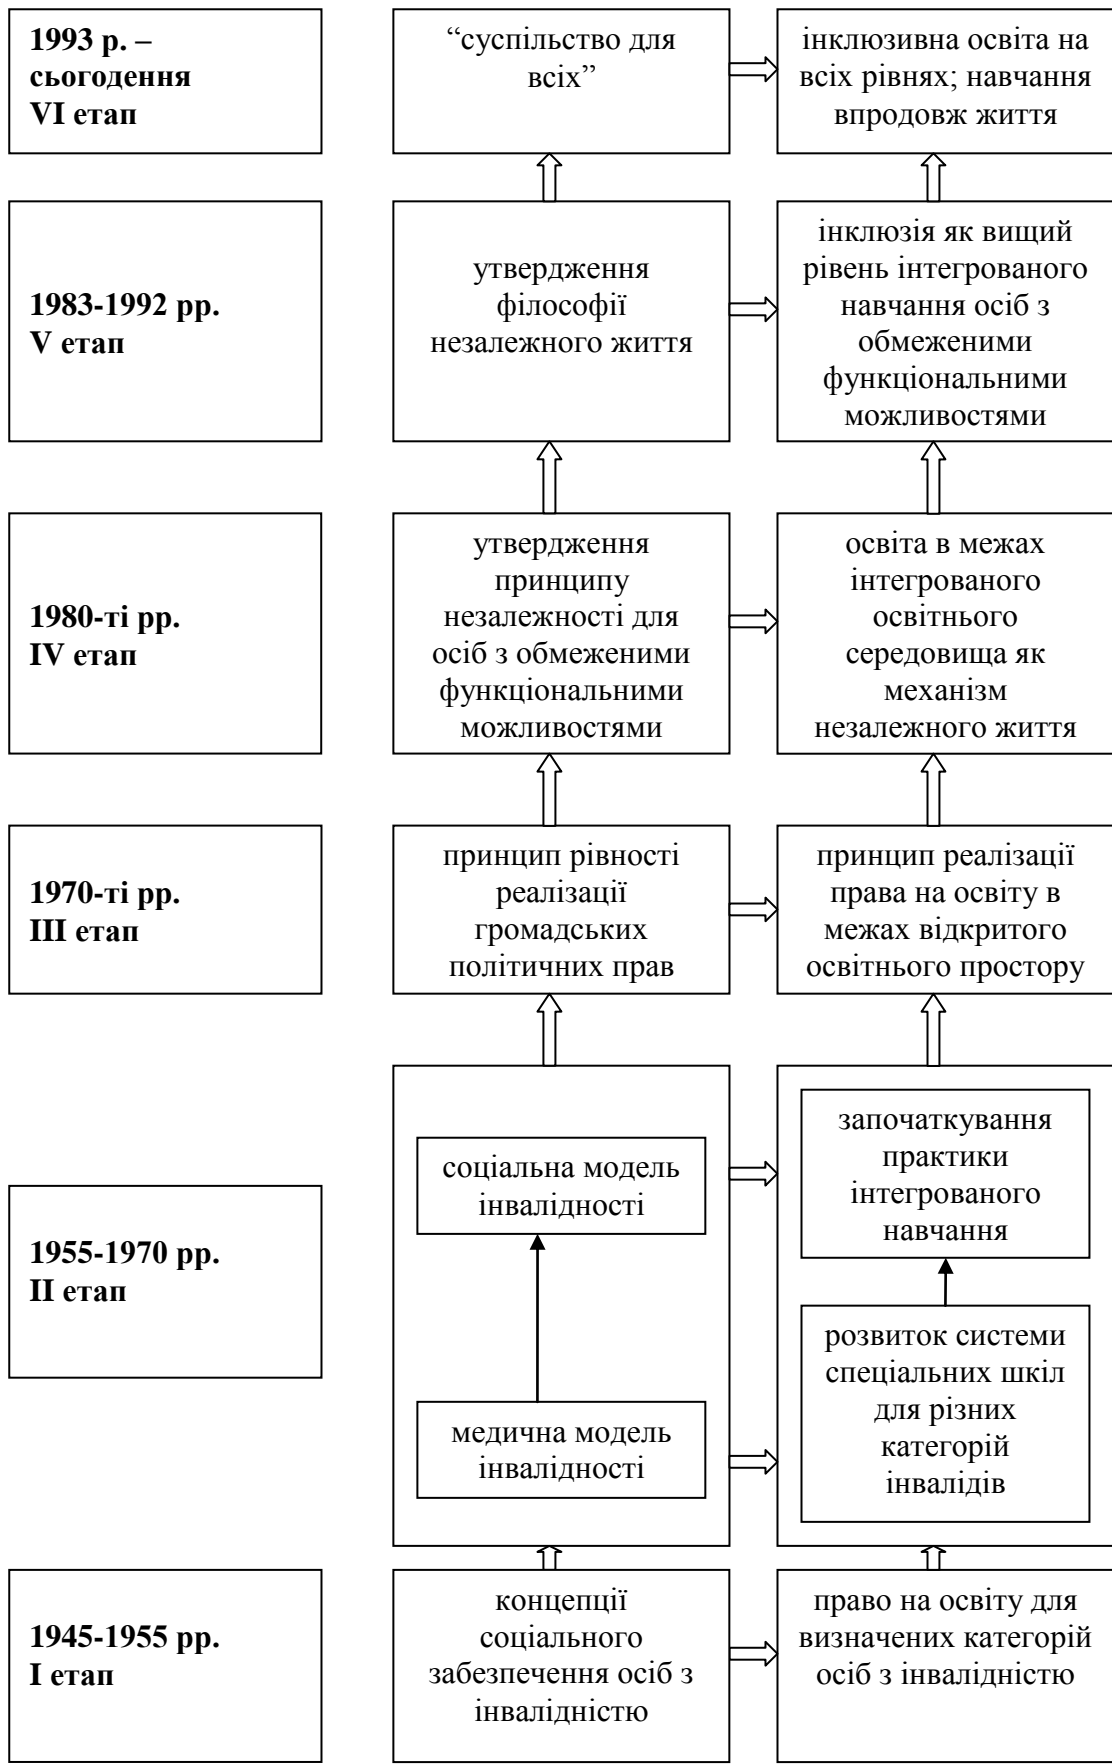 1993 р. –
сьогодення
VI етап
“суспільство для
всіх”
інклюзивна освіта на
всіх рівнях; навчання
впродовж життя
1983-1992 рр.
V етап
утвердження
філософії
незалежного життя
інклюзія як вищий
рівень інтегрованого
навчання осіб з
обмеженими
функціональними
можливостями
1980-ті рр.
IV етап
утвердження
принципу
незалежності для
осіб з обмеженими
функціональними
можливостями
освіта в межах
інтегрованого
освітнього
середовища як
механізм
незалежного життя
1970-ті рр.
III етап
принцип рівності
реалізації
громадських
політичних прав
принцип реалізації
права на освіту в
межах відкритого
освітнього простору
1955-1970 рр.
II етап
соціальна модель
інвалідності
медична модель
інвалідності
започаткування
практики
інтегрованого
навчання
розвиток системи
спеціальних шкіл
для різних
категорій
інвалідів
1945-1955 рр.
I етап
концепції
соціального
забезпечення осіб з
інвалідністю
право на освіту для
визначених категорій
осіб з інвалідністю